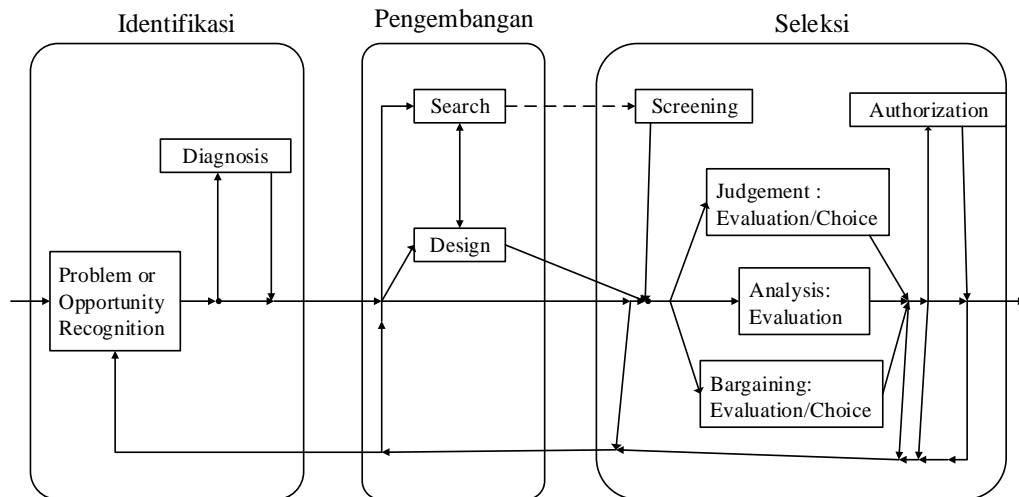 Identifikasi
Pengembangan
Seleksi
Search
Screening
Authorization
Diagnosis
Judgement :
Evaluation/Choice
Design
Problem or
Opportunity
Recognition
Analysis:
Evaluation
Bargaining:
Evaluation/Choice